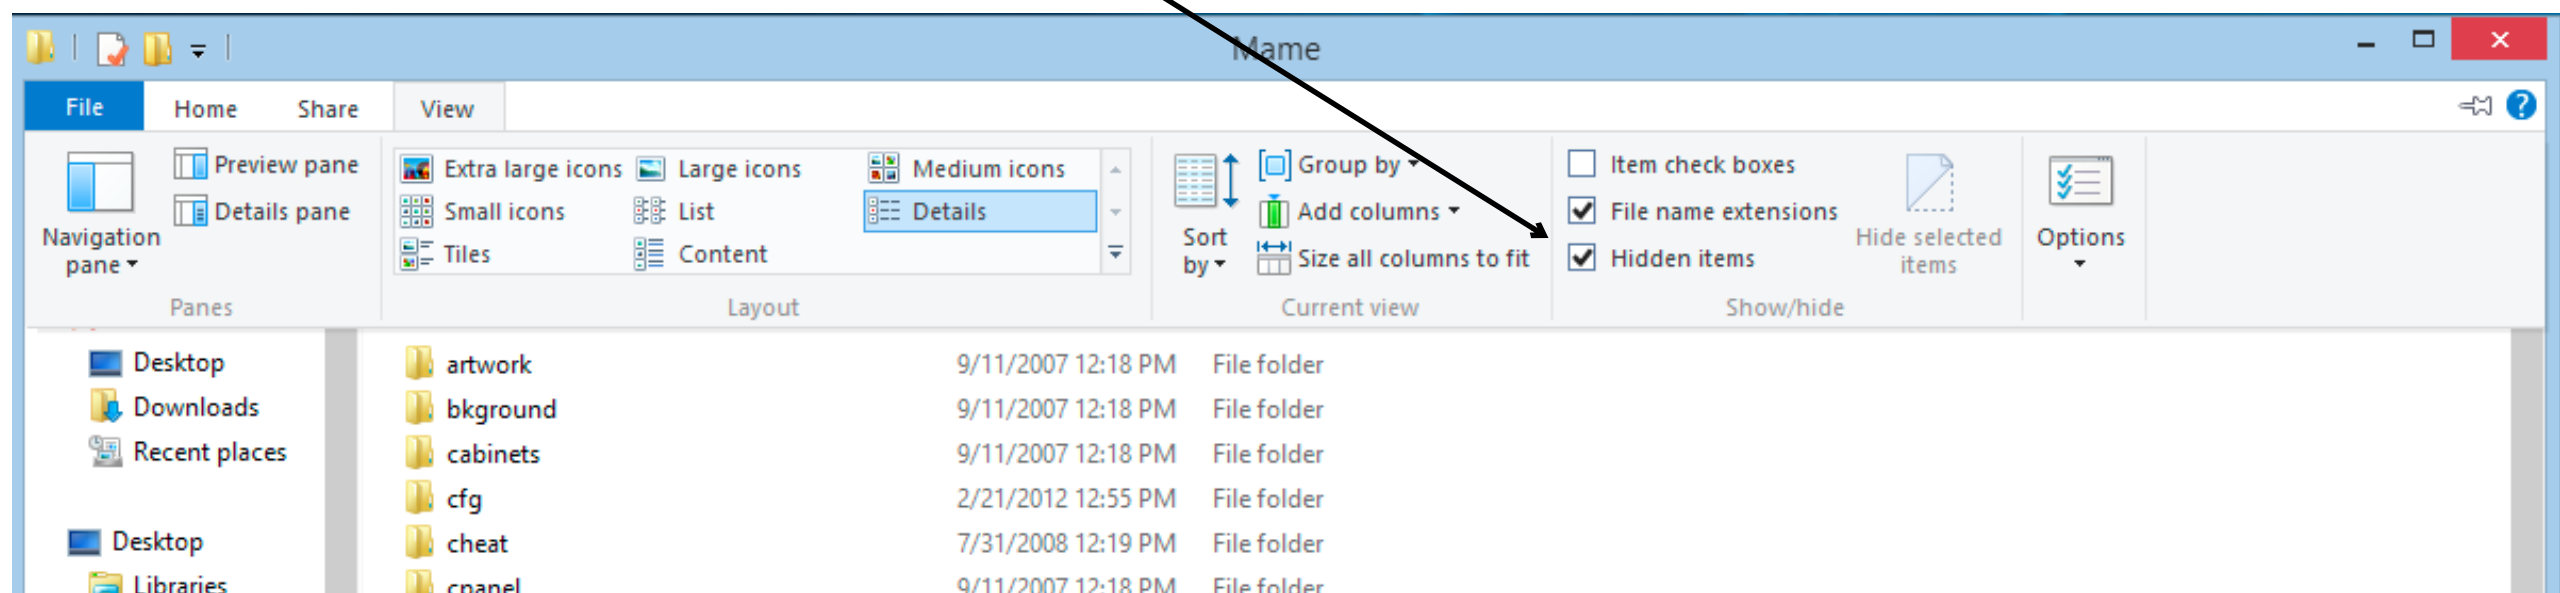 Mame
File Home Share View
Navigation pane
Preview pane
Details pane
Panes
Extra large icons Large icons Medium icons
Small icons List Details
Tiles Content
Layout
Sort by
Group by
Add columns
Size all columns to fit
Current view
Item check boxes
File name extensions
Hidden items
Hide selected items
Show/hide
Options
Desktop
Downloads
Recent places
Desktop
Libraries
artwork 9/11/2007 12:18 PM File folder
bkground 9/11/2007 12:18 PM File folder
cabinets 9/11/2007 12:18 PM File folder
cfg 2/21/2012 12:55 PM File folder
cheat 7/31/2008 12:19 PM File folder
cpanel 9/11/2007 12:18 PM File folder